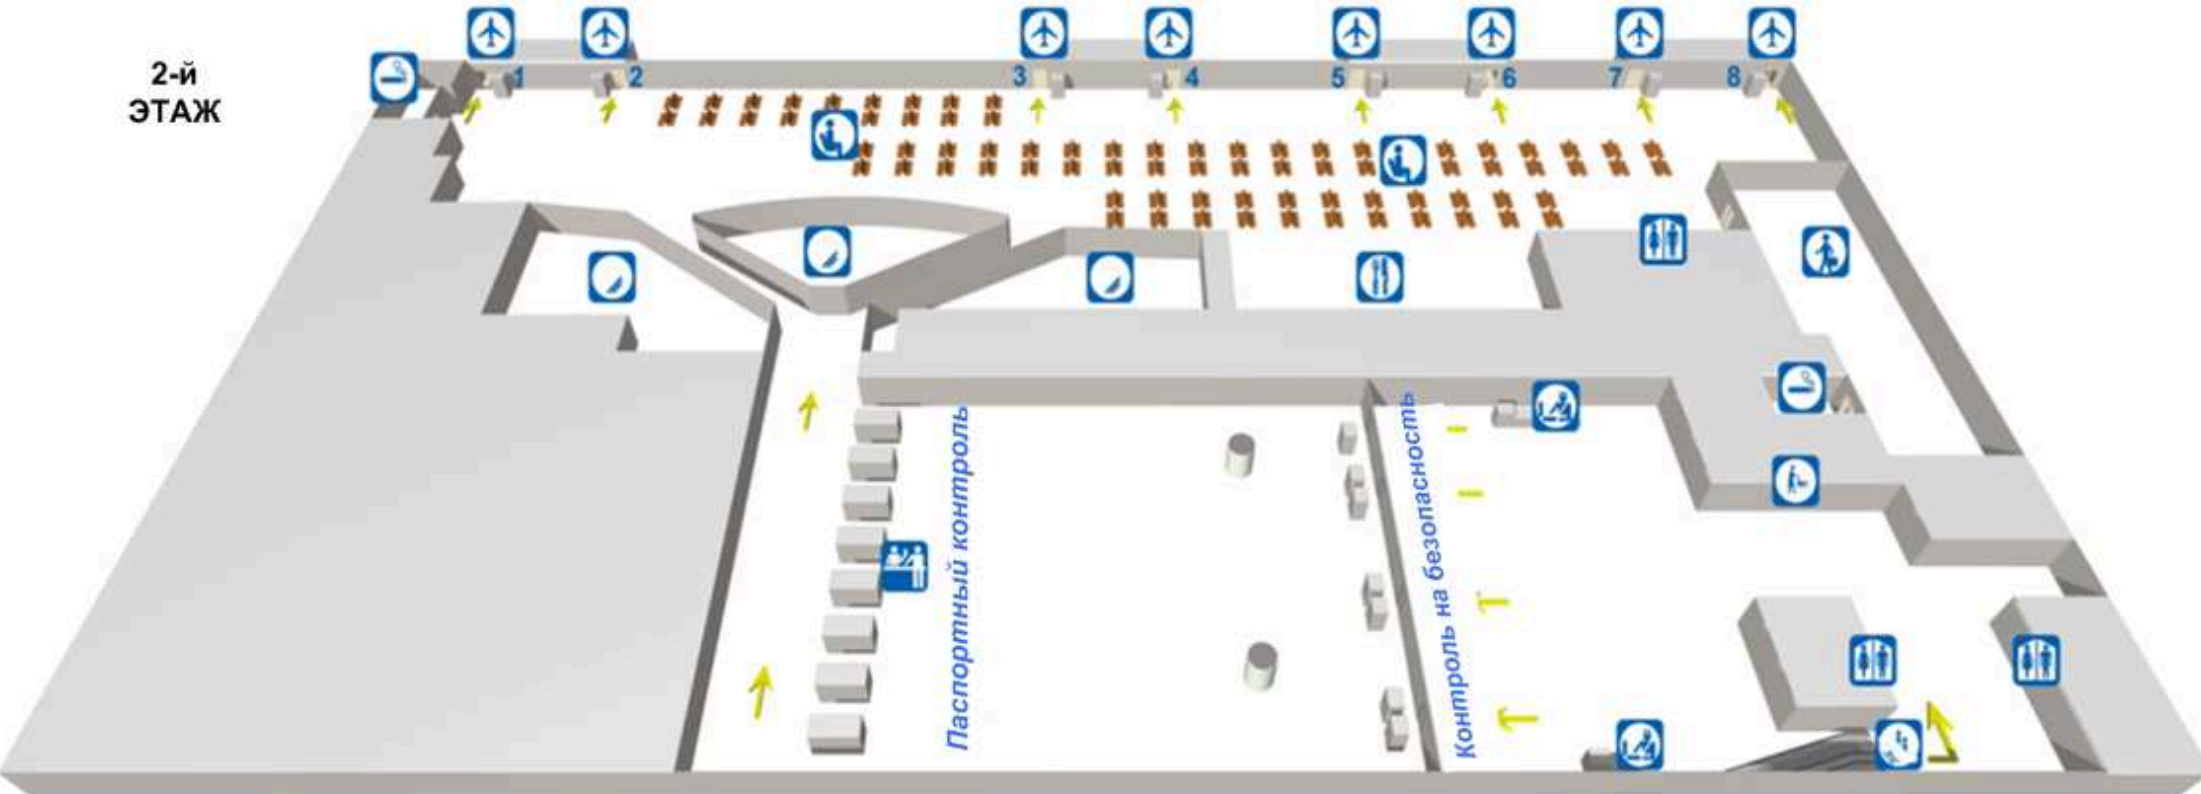 2-й
ЭТАЖ
1 2 3 4 5 6 7 8
Паспортный контроль
Контроль на безопасность